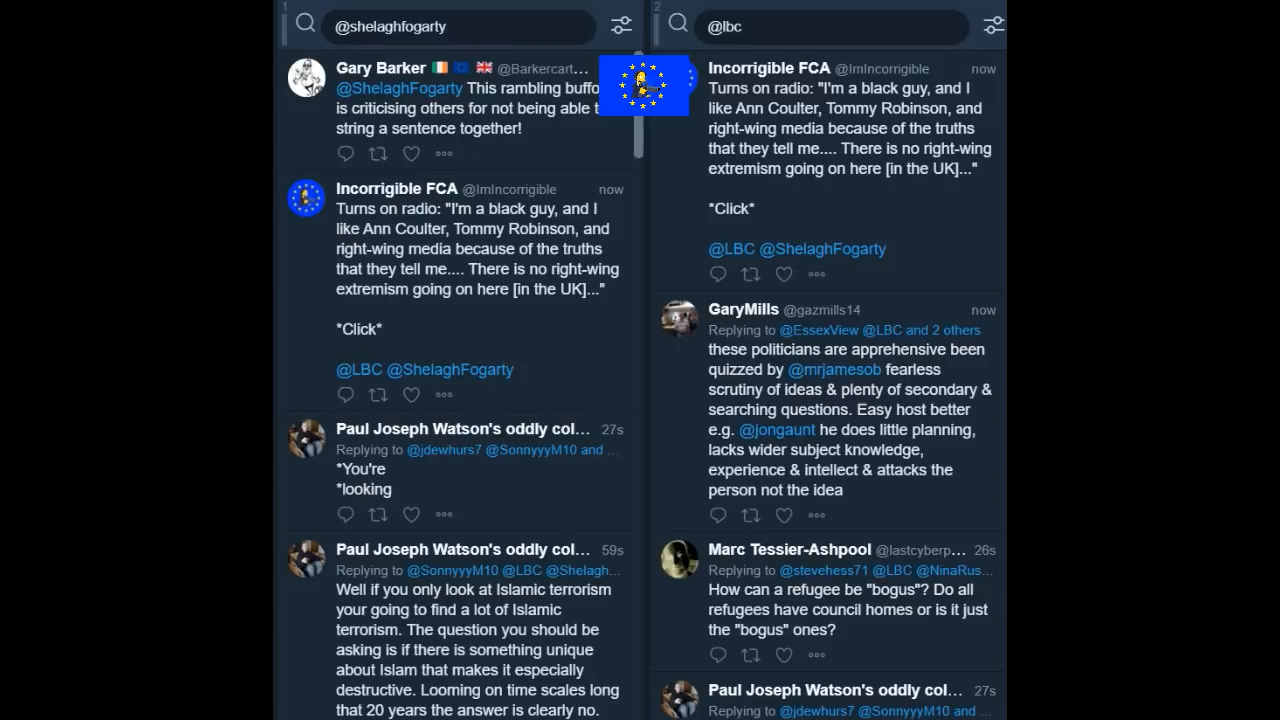 1
@shelaghfogarty
Gary Barker @Barkercart...
@ShelaghFogarty This rambling buffo
is criticising others for not being able t
string a sentence together!
Incorrigible FCA @ImIncorrigible now
Turns on radio: "I'm a black guy, and I
like Ann Coulter, Tommy Robinson, and
right-wing media because of the truths
that they tell me.... There is no right-wing
extremism going on here [in the UK]..."
*Click*
@LBC @ShelaghFogarty
Paul Joseph Watson's oddly col... 27s
Replying to @jdewhurs7 @SonnyyyM10 and ...
*You're
*looking
Paul Joseph Watson's oddly col... 59s
Replying to @SonnyyyM10 @LBC @Shelagh...
Well if you only look at Islamic terrorism
your going to find a lot of Islamic
terrorism. The question you should be
asking is if there is something unique
about Islam that makes it especially
destructive. Looming on time scales long
that 20 years the answer is clearly no.
2
@lbc
Incorrigible FCA @ImIncorrigible now
Turns on radio: "I'm a black guy, and I
like Ann Coulter, Tommy Robinson, and
right-wing media because of the truths
that they tell me.... There is no right-wing
extremism going on here [in the UK]..."
*Click*
@LBC @ShelaghFogarty
GaryMills @gazmills14 now
Replying to @EssexView @LBC and 2 others
these politicians are apprehensive been
quizzed by @mrjamesob fearless
scrutiny of ideas & plenty of secondary &
searching questions. Easy host better
e.g. @jongaunt he does little planning,
lacks wider subject knowledge,
experience & intellect & attacks the
person not the idea
Marc Tessier-Ashpool @lastcyberp... 26s
Replying to @stevehess71 @LBC @NinaRus...
How can a refugee be "bogus"? Do all
refugees have council homes or is it just
the "bogus" ones?
Paul Joseph Watson's oddly col... 27s
Replying to @jdewhurs7 @SonnyyyM10 and ...